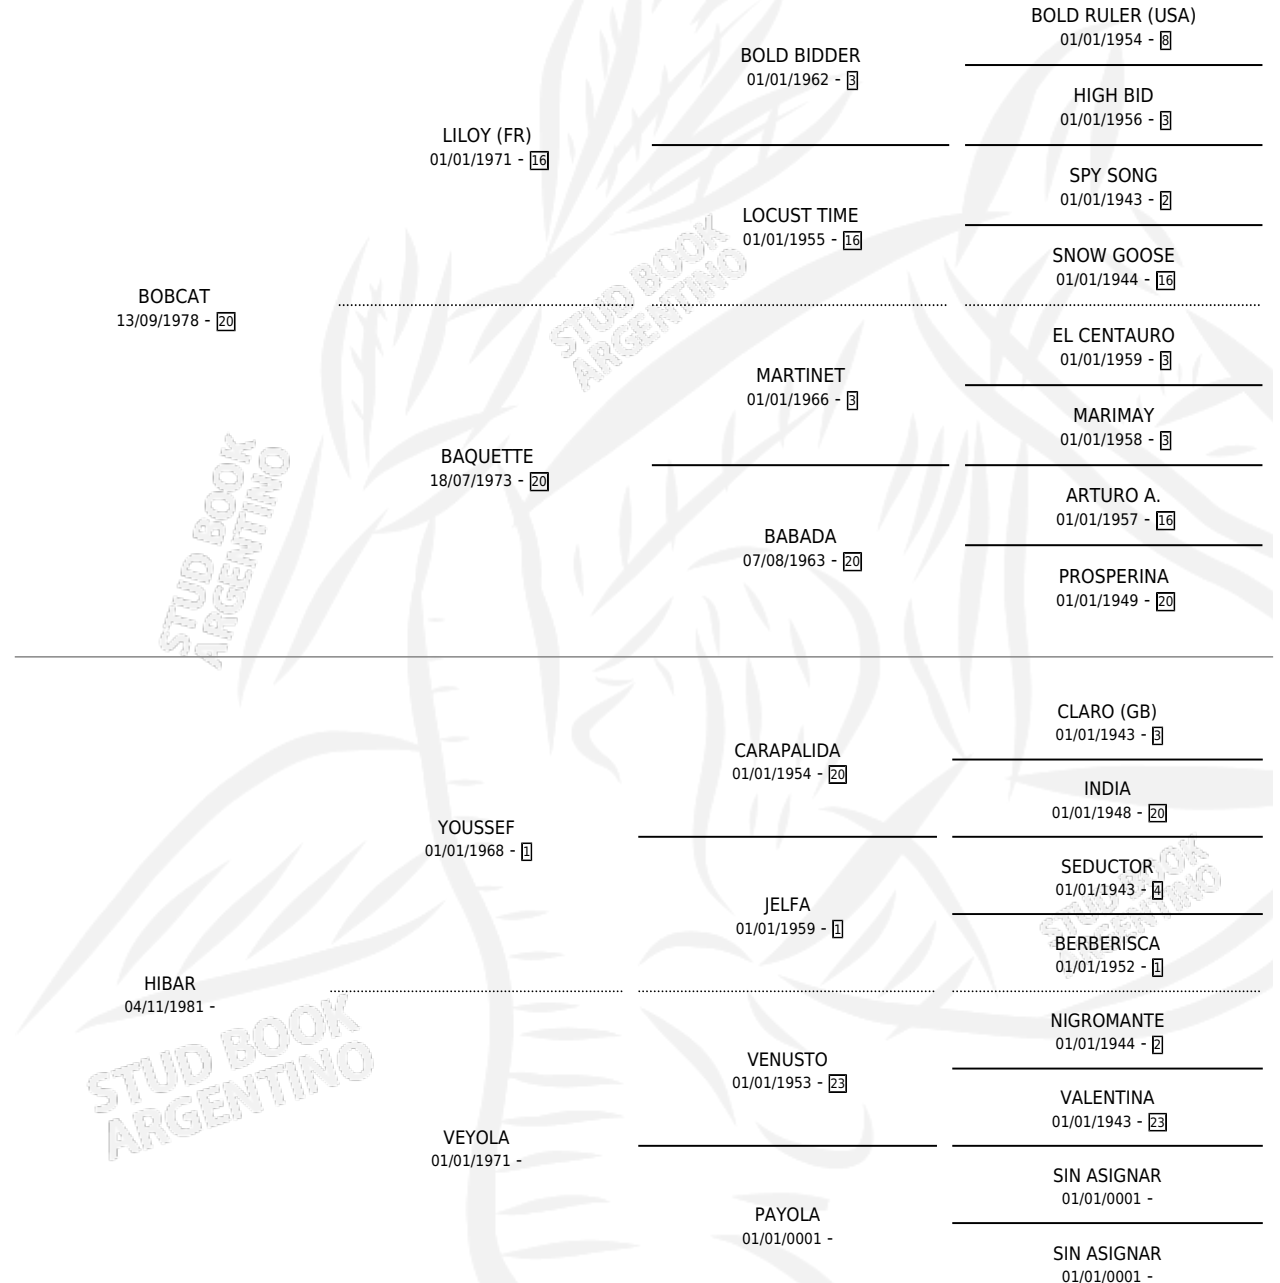 BOLD RULER (USA)
01/01/1954 - 8
BOLD BIDDER
01/01/1962 - 3
HIGH BID
01/01/1956 - 3
LILOY (FR)
01/01/1971 - 16
SPY SONG
01/01/1943 - 2
LOCUST TIME
01/01/1955 - 16
SNOW GOOSE
01/01/1944 - 16
BOBCAT
13/09/1978 - 20
EL CENTAURO
01/01/1959 - 3
MARTINET
01/01/1966 - 3
MARIMAY
01/01/1958 - 3
BAQUETTE
18/07/1973 - 20
ARTURO A.
01/01/1957 - 16
BABADA
07/08/1963 - 20
PROSPERINA
01/01/1949 - 20
CLARO (GB)
01/01/1943 - 3
CARAPALIDA
01/01/1954 - 20
INDIA
01/01/1948 - 20
YOUSSEF
01/01/1968 - 1
SEDUCTOR
01/01/1943 - 4
JELFA
01/01/1959 - 1
BERBERISCA
01/01/1952 - 1
HIBAR
04/11/1981 -
NIGROMANTE
01/01/1944 - 2
VENUSTO
01/01/1953 - 23
VALENTINA
01/01/1943 - 23
VEYOLA
01/01/1971 -
SIN ASIGNAR
01/01/0001 -
PAYOLA
01/01/0001 -
SIN ASIGNAR
01/01/0001 -
STUD BOOK
ARGENTINO
STUD BOOK
ARGENTINO
STUD BOOK
ARGENTINO
STUD BOOK
ARGENTINO